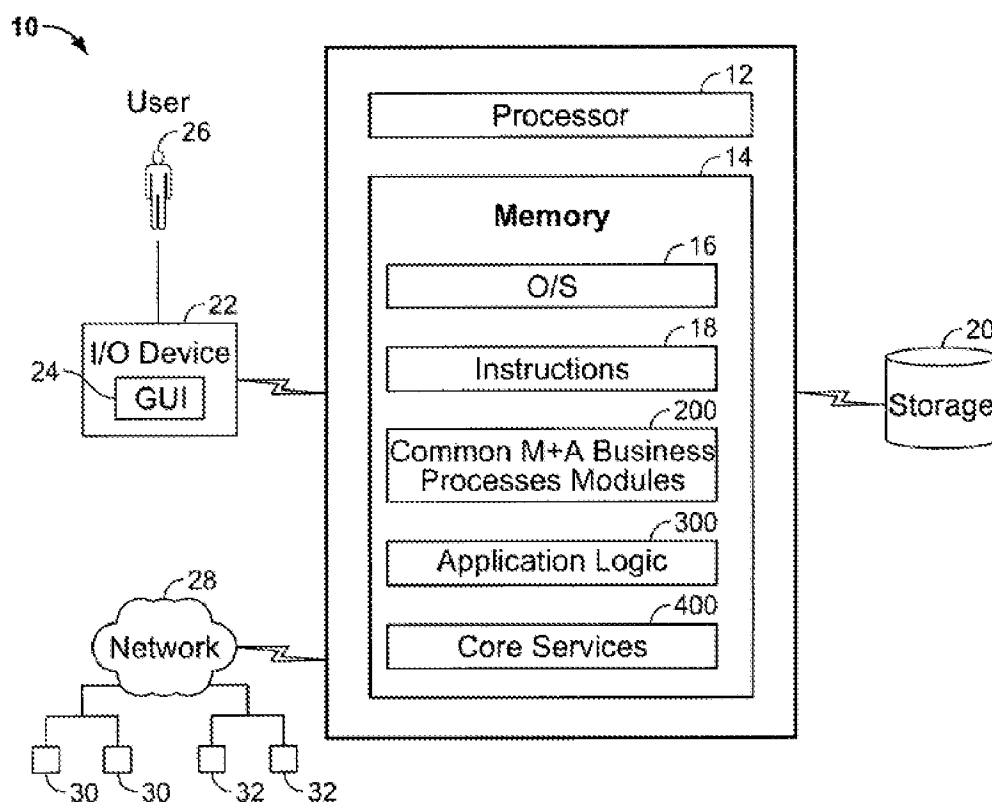 10
User
26
12
Processor
14
Memory
16
O/S
18
Instructions
200
Common M+A Business
Processes Modules
300
Application Logic
400
Core Services
22
I/O Device
24
GUI
20
Storage
28
Network
30
30
32
32